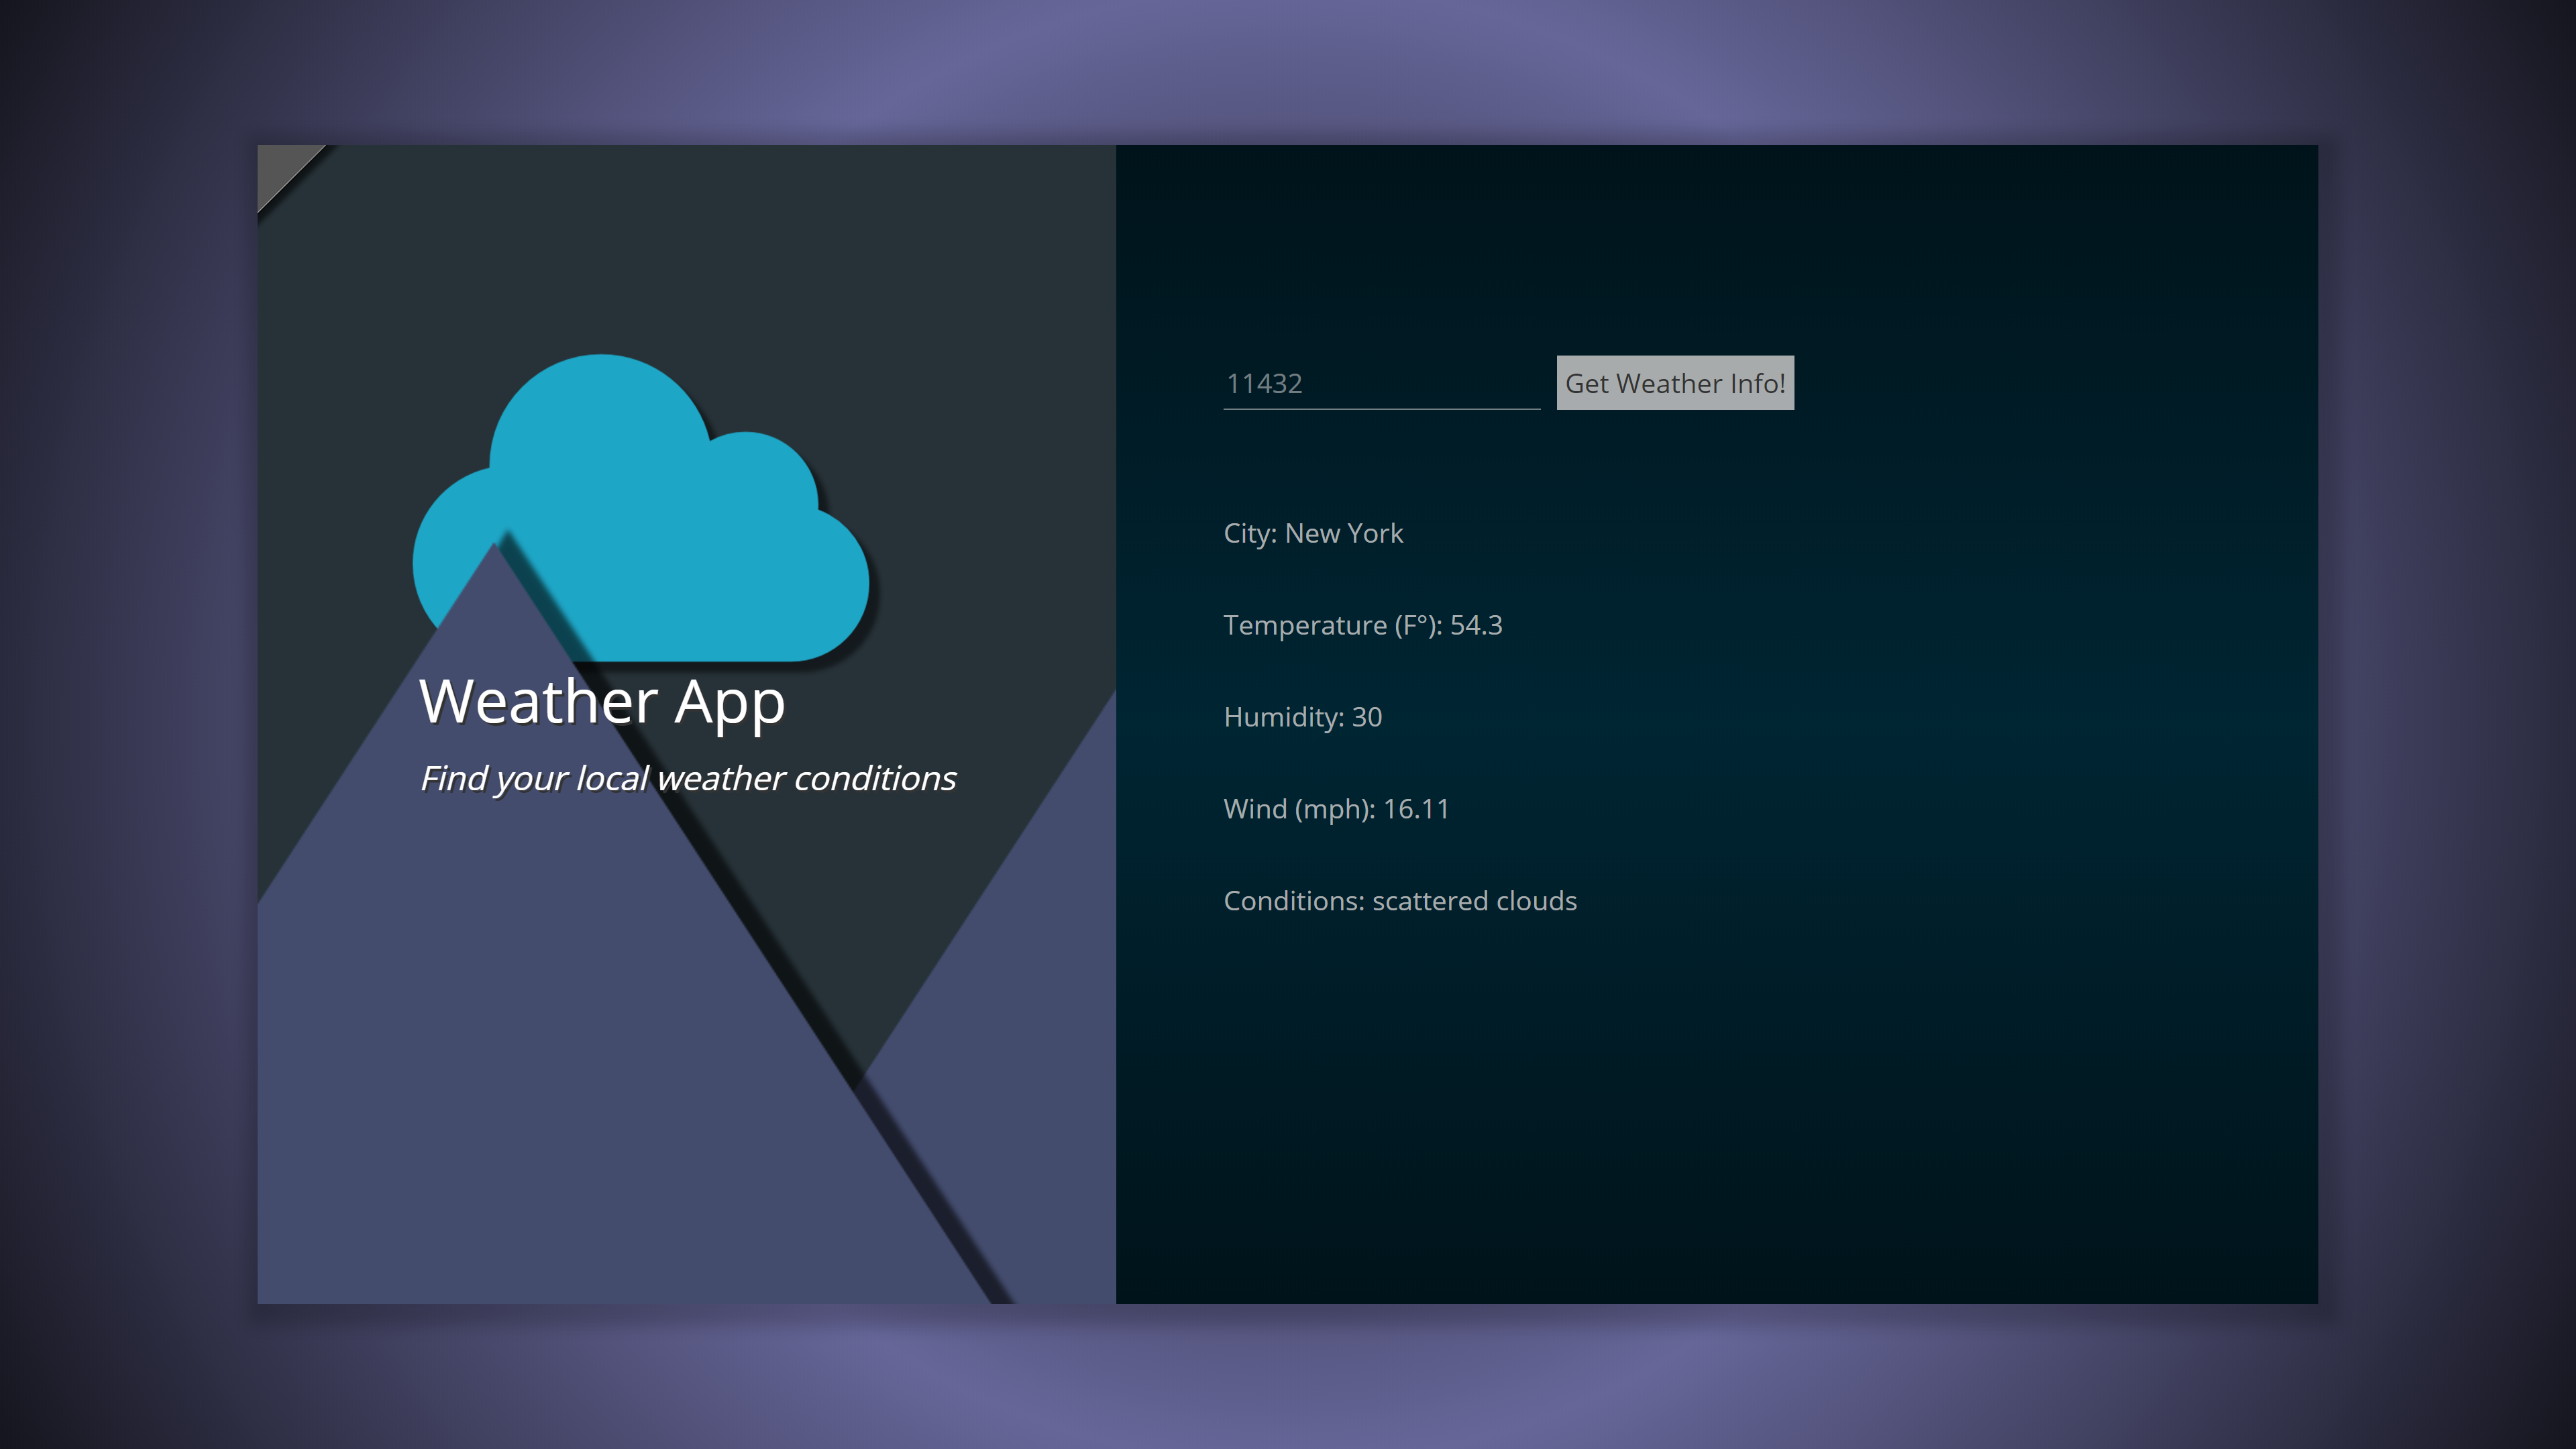 Weather App
Find your local weather conditions
11432
Get Weather Info!
City: New York
Temperature (F°): 54.3
Humidity: 30
Wind (mph): 16.11
Conditions: scattered clouds